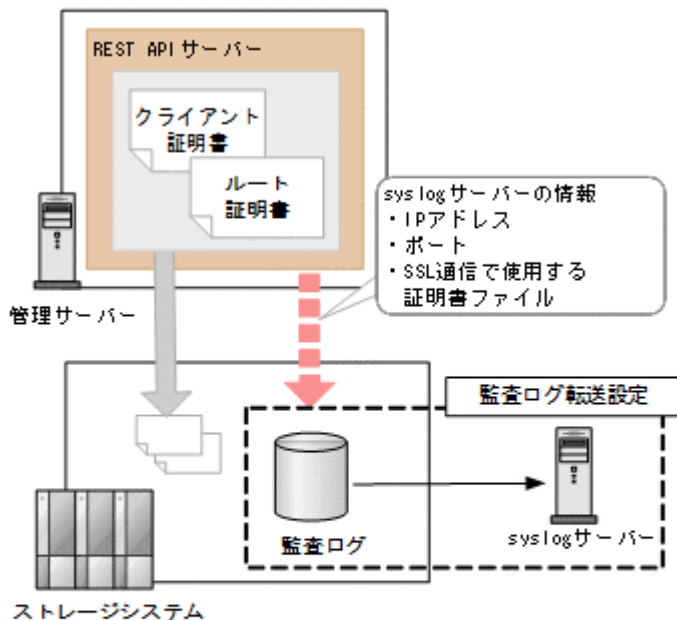 REST APIサーバー
クライアント
証明書
ルート
証明書
syslogサーバーの情報
・IPアドレス
・ポート
・SSL通信で使用する
証明書ファイル
管理サーバー
監査ログ転送設定
監査ログ
syslogサーバー
ストレージシステム